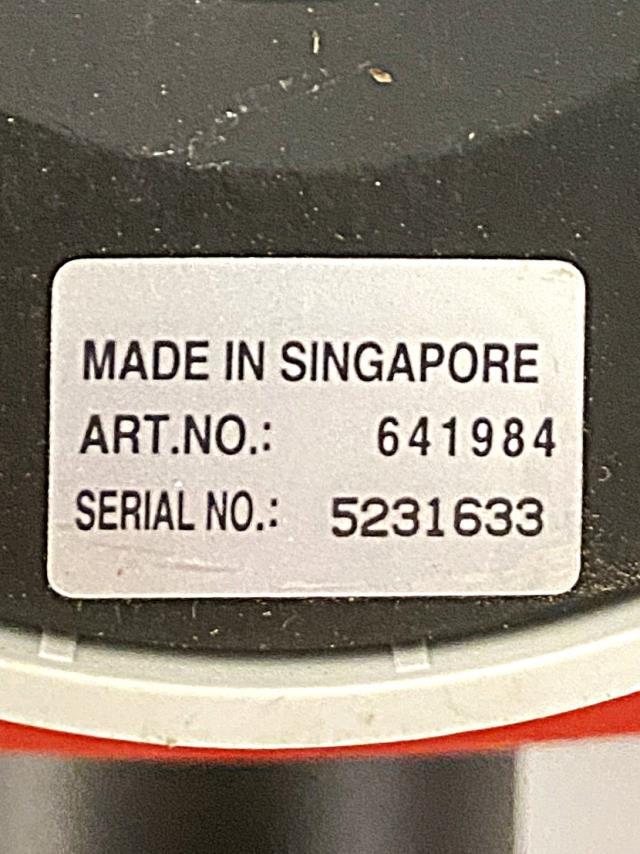 MADE IN SINGAPORE
ART.NO.: 641984
SERIAL NO.: 5231633